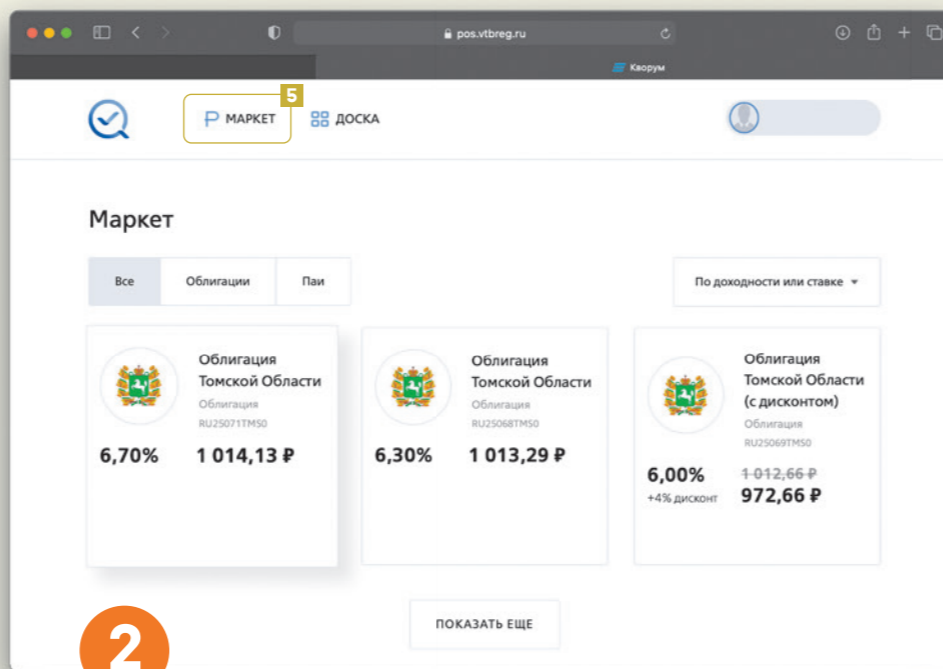 pos.vtbreg.ru
Кворум
МАРКЕТ
5
ДОСКА
Маркет
Все
Облигации
Паи
По доходности или ставке
Облигация
Томской Области
Облигация
RU25071TMS0
6,70%
1 014,13 ₽
Облигация
Томской Области
Облигация
RU25068TMS0
6,30%
1 013,29 ₽
Облигация
Томской Области
(с дисконтом)
Облигация
RU25069TMS0
6,00%
+4% дисконт
1 012,66 ₽
972,66 ₽
ПОКАЗАТЬ ЕЩЕ
2